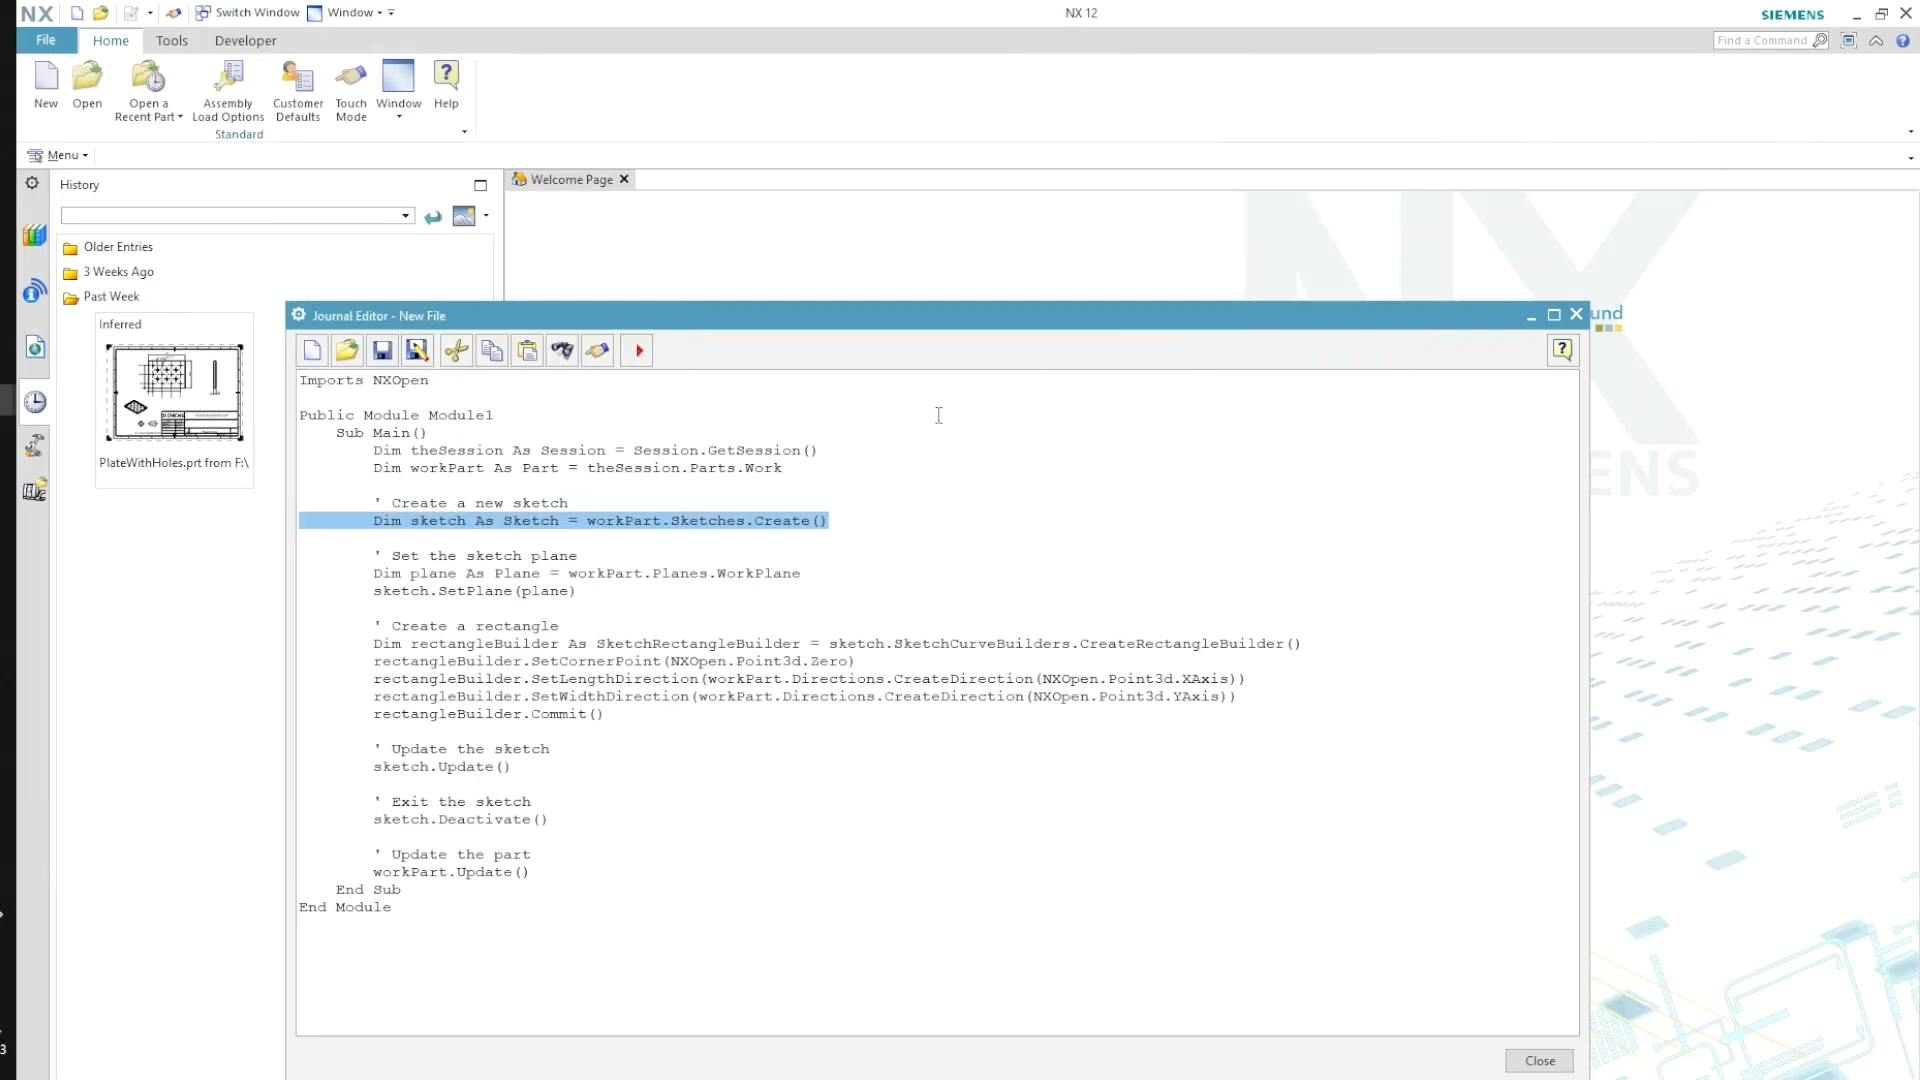 NX Switch Window Window NX 12 SIEMENS
File Home Tools Developer Find a Command
New Open Open a Recent Part Assembly Load Options Customer Defaults Touch Mode Window Help
Standard
Menu
History
Welcome Page
Older Entries
3 Weeks Ago
Past Week
Inferred
PlateWithHoles.prt from F:\
Journal Editor - New File
und
Imports NXOpen
Public Module Module1
Sub Main()
Dim theSession As Session = Session.GetSession()
Dim workPart As Part = theSession.Parts.Work
' Create a new sketch
Dim sketch As Sketch = workPart.Sketches.Create()
' Set the sketch plane
Dim plane As Plane = workPart.Planes.WorkPlane
sketch.SetPlane(plane)
' Create a rectangle
Dim rectangleBuilder As SketchRectangleBuilder = sketch.SketchCurveBuilders.CreateRectangleBuilder()
rectangleBuilder.SetCornerPoint(NXOpen.Point3d.Zero)
rectangleBuilder.SetLengthDirection(workPart.Directions.CreateDirection(NXOpen.Point3d.XAxis))
rectangleBuilder.SetWidthDirection(workPart.Directions.CreateDirection(NXOpen.Point3d.YAxis))
rectangleBuilder.Commit()
' Update the sketch
sketch.Update()
' Exit the sketch
sketch.Deactivate()
' Update the part
workPart.Update()
End Sub
End Module
NX
ENS
3
Close